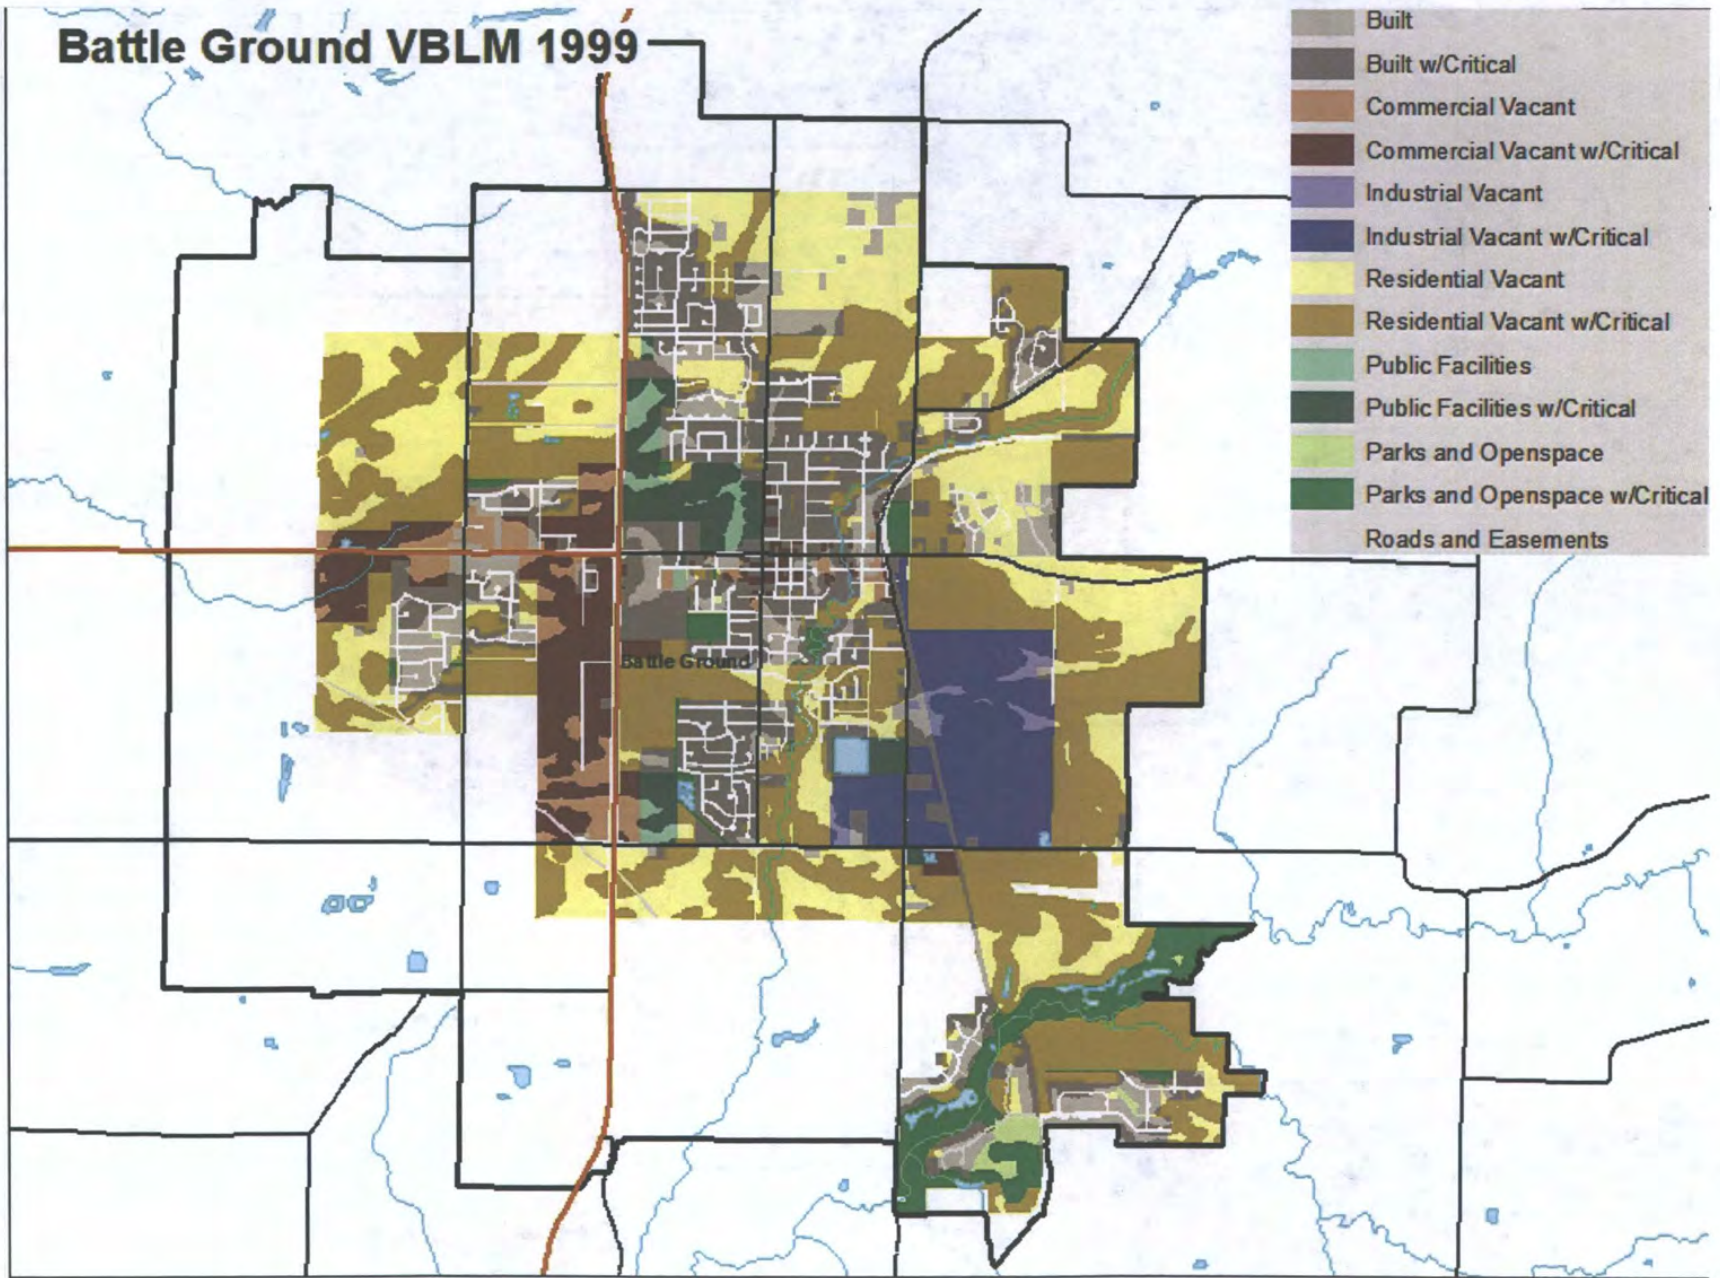 Battle Ground VBLM 1999
Built
Built w/Critical
Commercial Vacant
Commercial Vacant w/Critical
Industrial Vacant
Industrial Vacant w/Critical
Residential Vacant
Residential Vacant w/Critical
Public Facilities
Public Facilities w/Critical
Parks and Openspace
Parks and Openspace w/Critical
Roads and Easements
Battle Ground